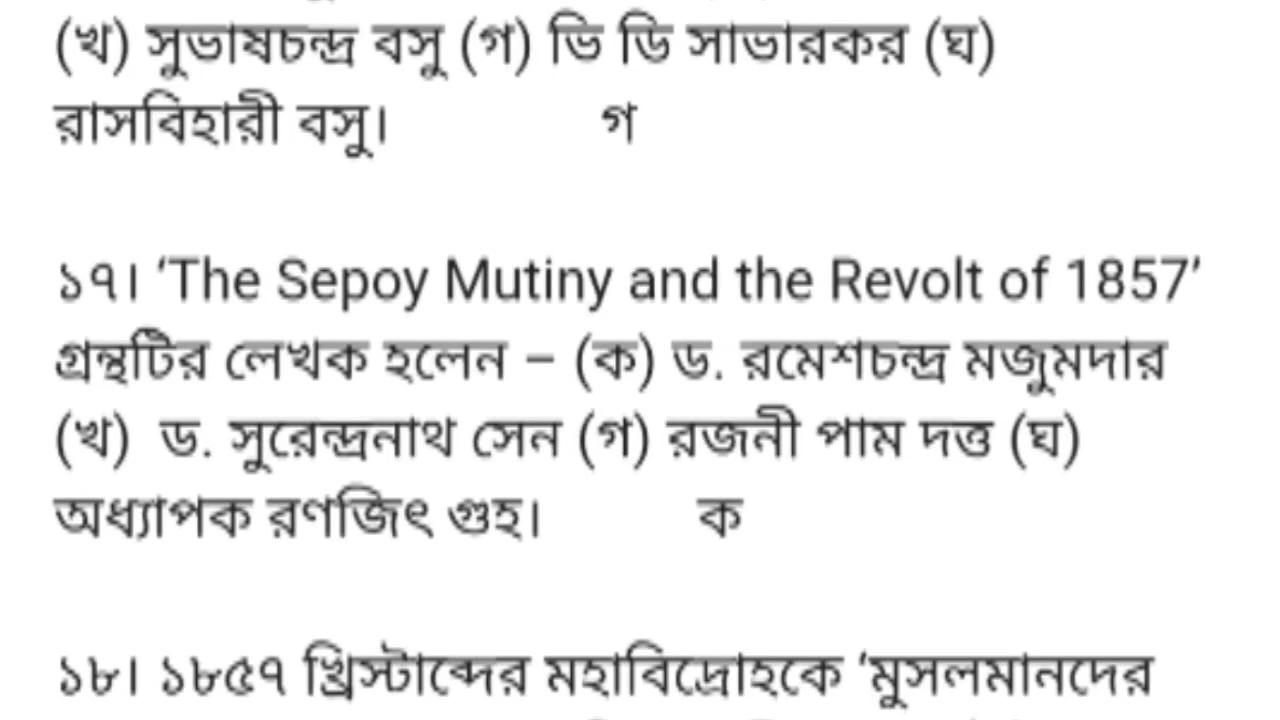 (খ) সুভাষচন্দ্র বসু (গ) ভি ডি সাভারকর (ঘ)
রাসবিহারী বসু। গ
১৭। ‘The Sepoy Mutiny and the Revolt of 1857’
গ্রন্থটির লেখক হলেন – (ক) ড. রমেশচন্দ্র মজুমদার
(খ) ড. সুরেন্দ্রনাথ সেন (গ) রজনী পাম দত্ত (ঘ)
অধ্যাপক রণজিৎ গুহ। ক
১৮। ১৮৫৭ খ্রিস্টাব্দের মহাবিদ্রোহকে ‘মুসলমানদের